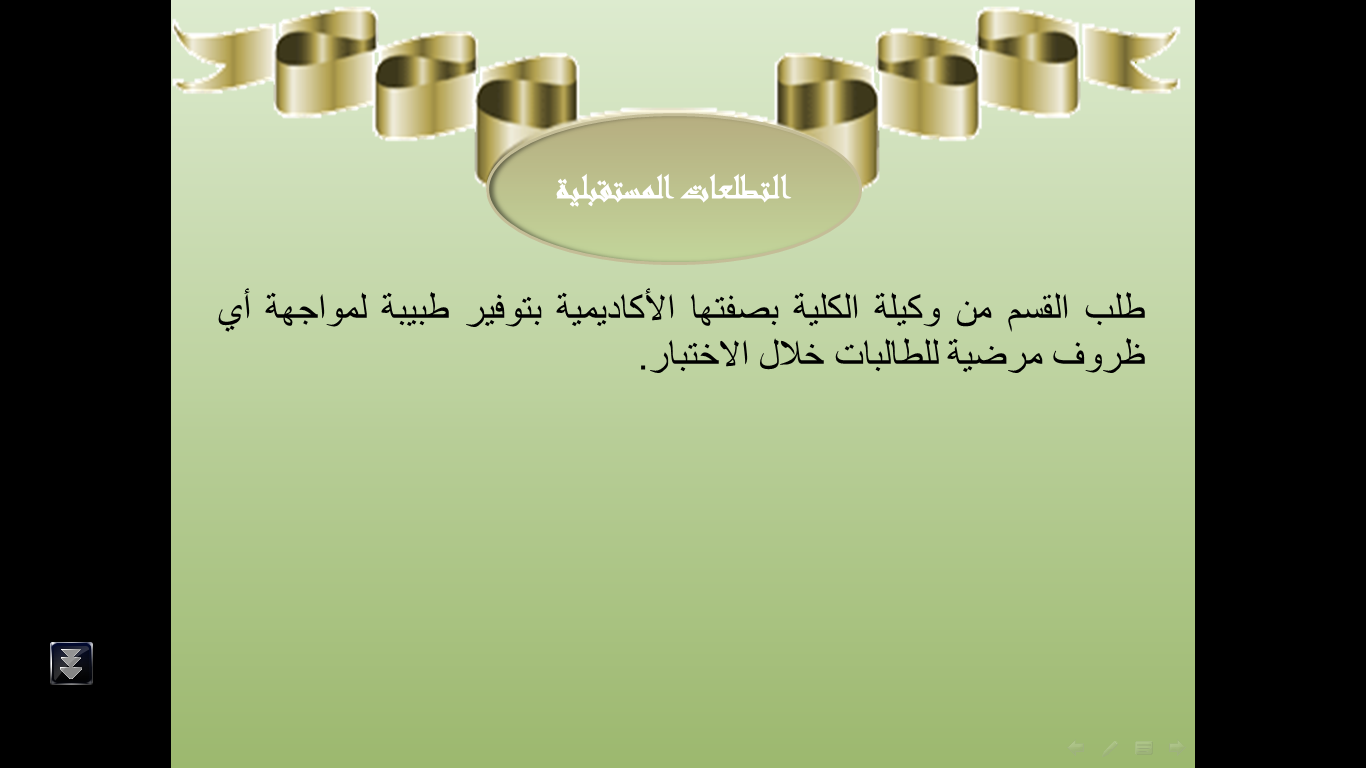 التطلعات المستقبلية
طلب القسم من وكيلة الكلية بصفتها الأكاديمية بتوفير طبيبة لمواجهة أي
ظروف مرضية للطالبات خلال الاختبار.